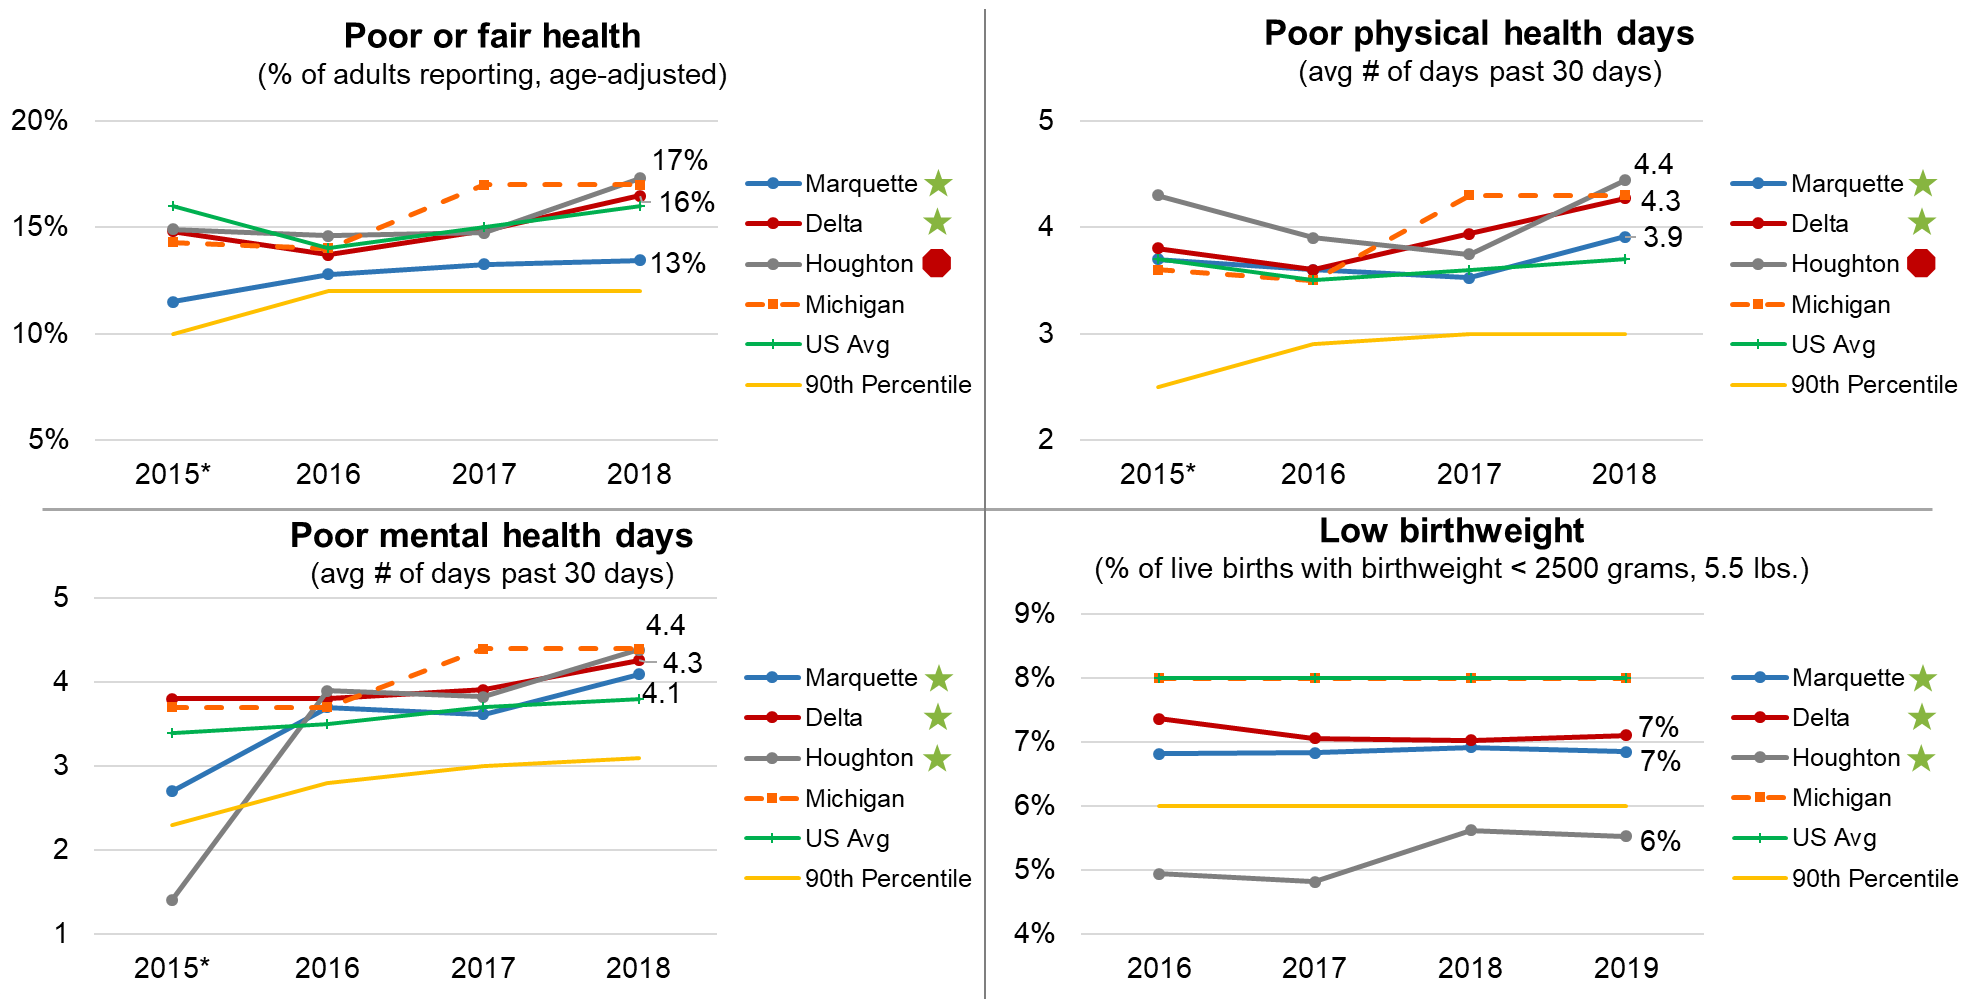 Poor or fair health
(% of adults reporting, age-adjusted)
20%
15%
10%
5%
17%
16%
13%
2015*
2016
2017
2018
Marquette
Delta
Houghton
Michigan
US Avg
90th Percentile
Poor physical health days
(avg # of days past 30 days)
5
4
3
2
4.4
4.3
3.9
2015*
2016
2017
2018
Marquette
Delta
Houghton
Michigan
US Avg
90th Percentile
Poor mental health days
(avg # of days past 30 days)
5
4
3
2
1
4.4
4.3
4.1
2015*
2016
2017
2018
Marquette
Delta
Houghton
Michigan
US Avg
90th Percentile
Low birthweight
(% of live births with birthweight < 2500 grams, 5.5 lbs.)
9%
8%
7%
6%
5%
4%
7%
7%
6%
2016
2017
2018
2019
Marquette
Delta
Houghton
Michigan
US Avg
90th Percentile